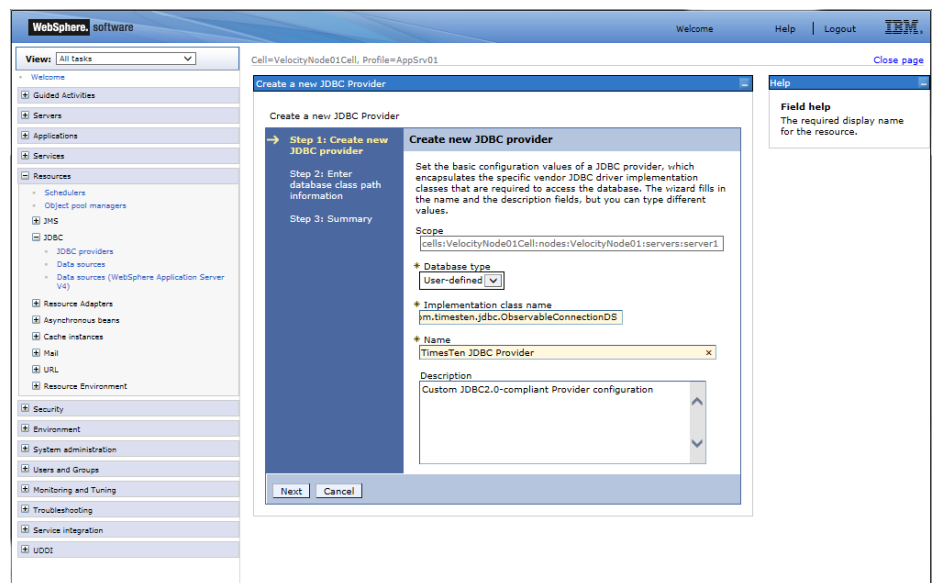 WebSphere. software
Welcome
Help
Logout
IBM.
View: All tasks
Cell=VelocityNode01Cell, Profile=AppSrv01
Close page
Welcome
Guided Activities
Servers
Applications
Services
Resources
Schedulers
Object pool managers
JMS
JDBC
JDBC providers
Data sources
Data sources (WebSphere Application Server
V4)
Resource Adapters
Asynchronous beans
Cache instances
Mail
URL
Resource Environment
Security
Environment
System administration
Users and Groups
Monitoring and Tuning
Troubleshooting
Service integration
UDDI
Create a new JDBC Provider
Create a new JDBC Provider
Step 1: Create new
JDBC provider
Step 2: Enter
database class path
information
Step 3: Summary
Create new JDBC provider
Set the basic configuration values of a JDBC provider, which
encapsulates the specific vendor JDBC driver implementation
classes that are required to access the database. The wizard fills in
the name and the description fields, but you can type different
values.
Scope
cells:VelocityNode01Cell:nodes:VelocityNode01:servers:server1
* Database type
User-defined
* Implementation class name
om.timesten.jdbc.ObservableConnectionDS
* Name
TimesTen JDBC Provider
Description
Custom JDBC2.0-compliant Provider configuration
Next
Cancel
Help
Field help
The required display name
for the resource.